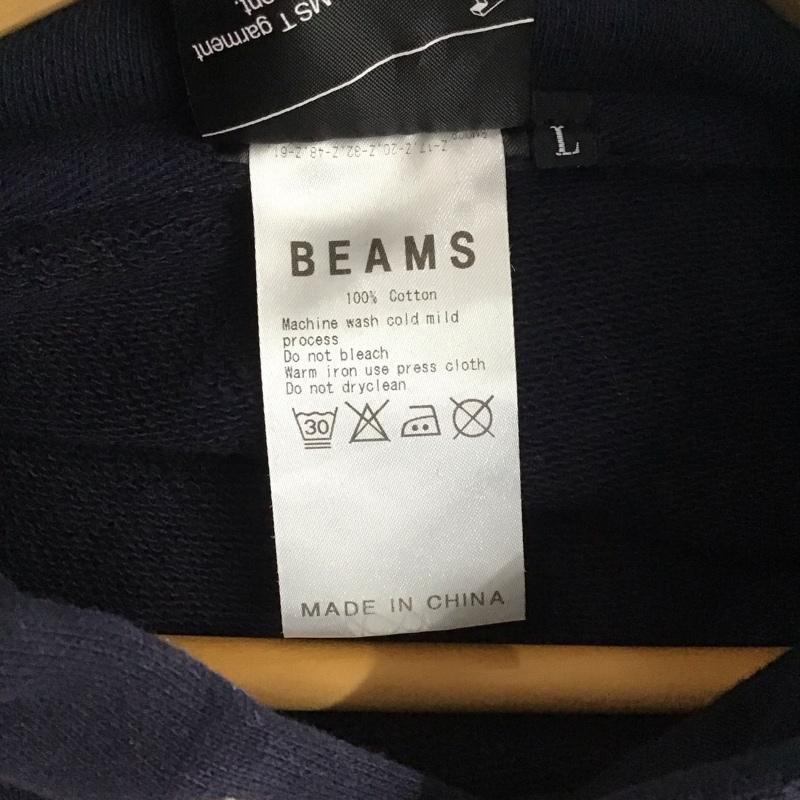 MS T garment
L
BEAMS
100% Cotton
Machine wash cold mild
process
Do not bleach
Warm iron use press cloth
Do not dryclean
30
MADE IN CHINA